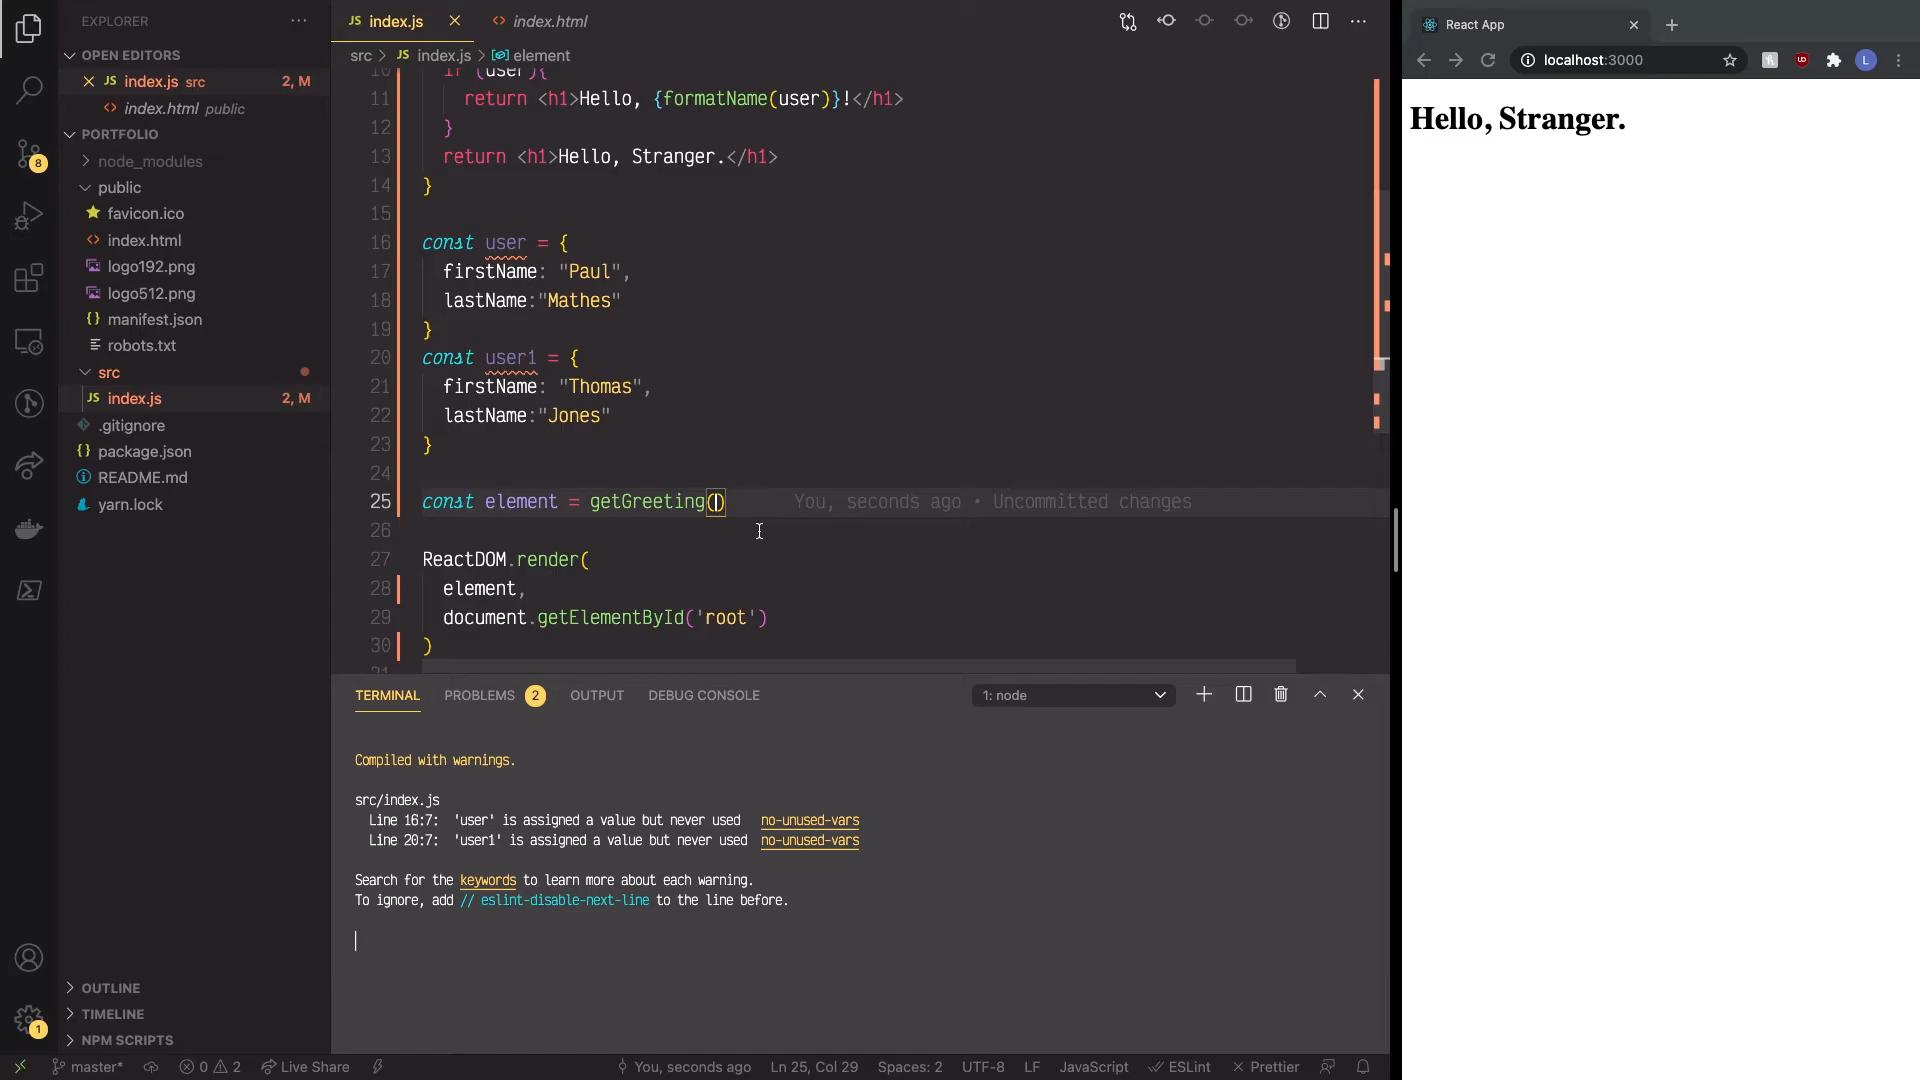 EXPLORER
OPEN EDITORS
index.js src 2, M
index.html public
PORTFOLIO
node_modules
public
favicon.ico
index.html
logo192.png
logo512.png
manifest.json
robots.txt
src
JS index.js 2, M
.gitignore
package.json
README.md
yarn.lock
OUTLINE
TIMELINE
NPM SCRIPTS
8
1
JS index.js
index.html
src > JS index.js > element
10 if (user){
11 return <h1>Hello, {formatName(user)}!</h1>
12 }
13 return <h1>Hello, Stranger.</h1>
14 }
15
16 const user = {
17 firstName: "Paul",
18 lastName:"Mathes"
19 }
20 const user1 = {
21 firstName: "Thomas",
22 lastName:"Jones"
23 }
24
25 const element = getGreeting() You, seconds ago • Uncommitted changes
26
27 ReactDOM.render(
28 element,
29 document.getElementById('root')
30 )
31
TERMINAL PROBLEMS 2 OUTPUT DEBUG CONSOLE 1: node
Compiled with warnings.
src/index.js
Line 16:7: 'user' is assigned a value but never used no-unused-vars
Line 20:7: 'user1' is assigned a value but never used no-unused-vars
Search for the keywords to learn more about each warning.
To ignore, add // eslint-disable-next-line to the line before.
master* 0 2 Live Share You, seconds ago Ln 25, Col 29 Spaces: 2 UTF-8 LF JavaScript ESLint Prettier
React App
localhost:3000
L
Hello, Stranger.